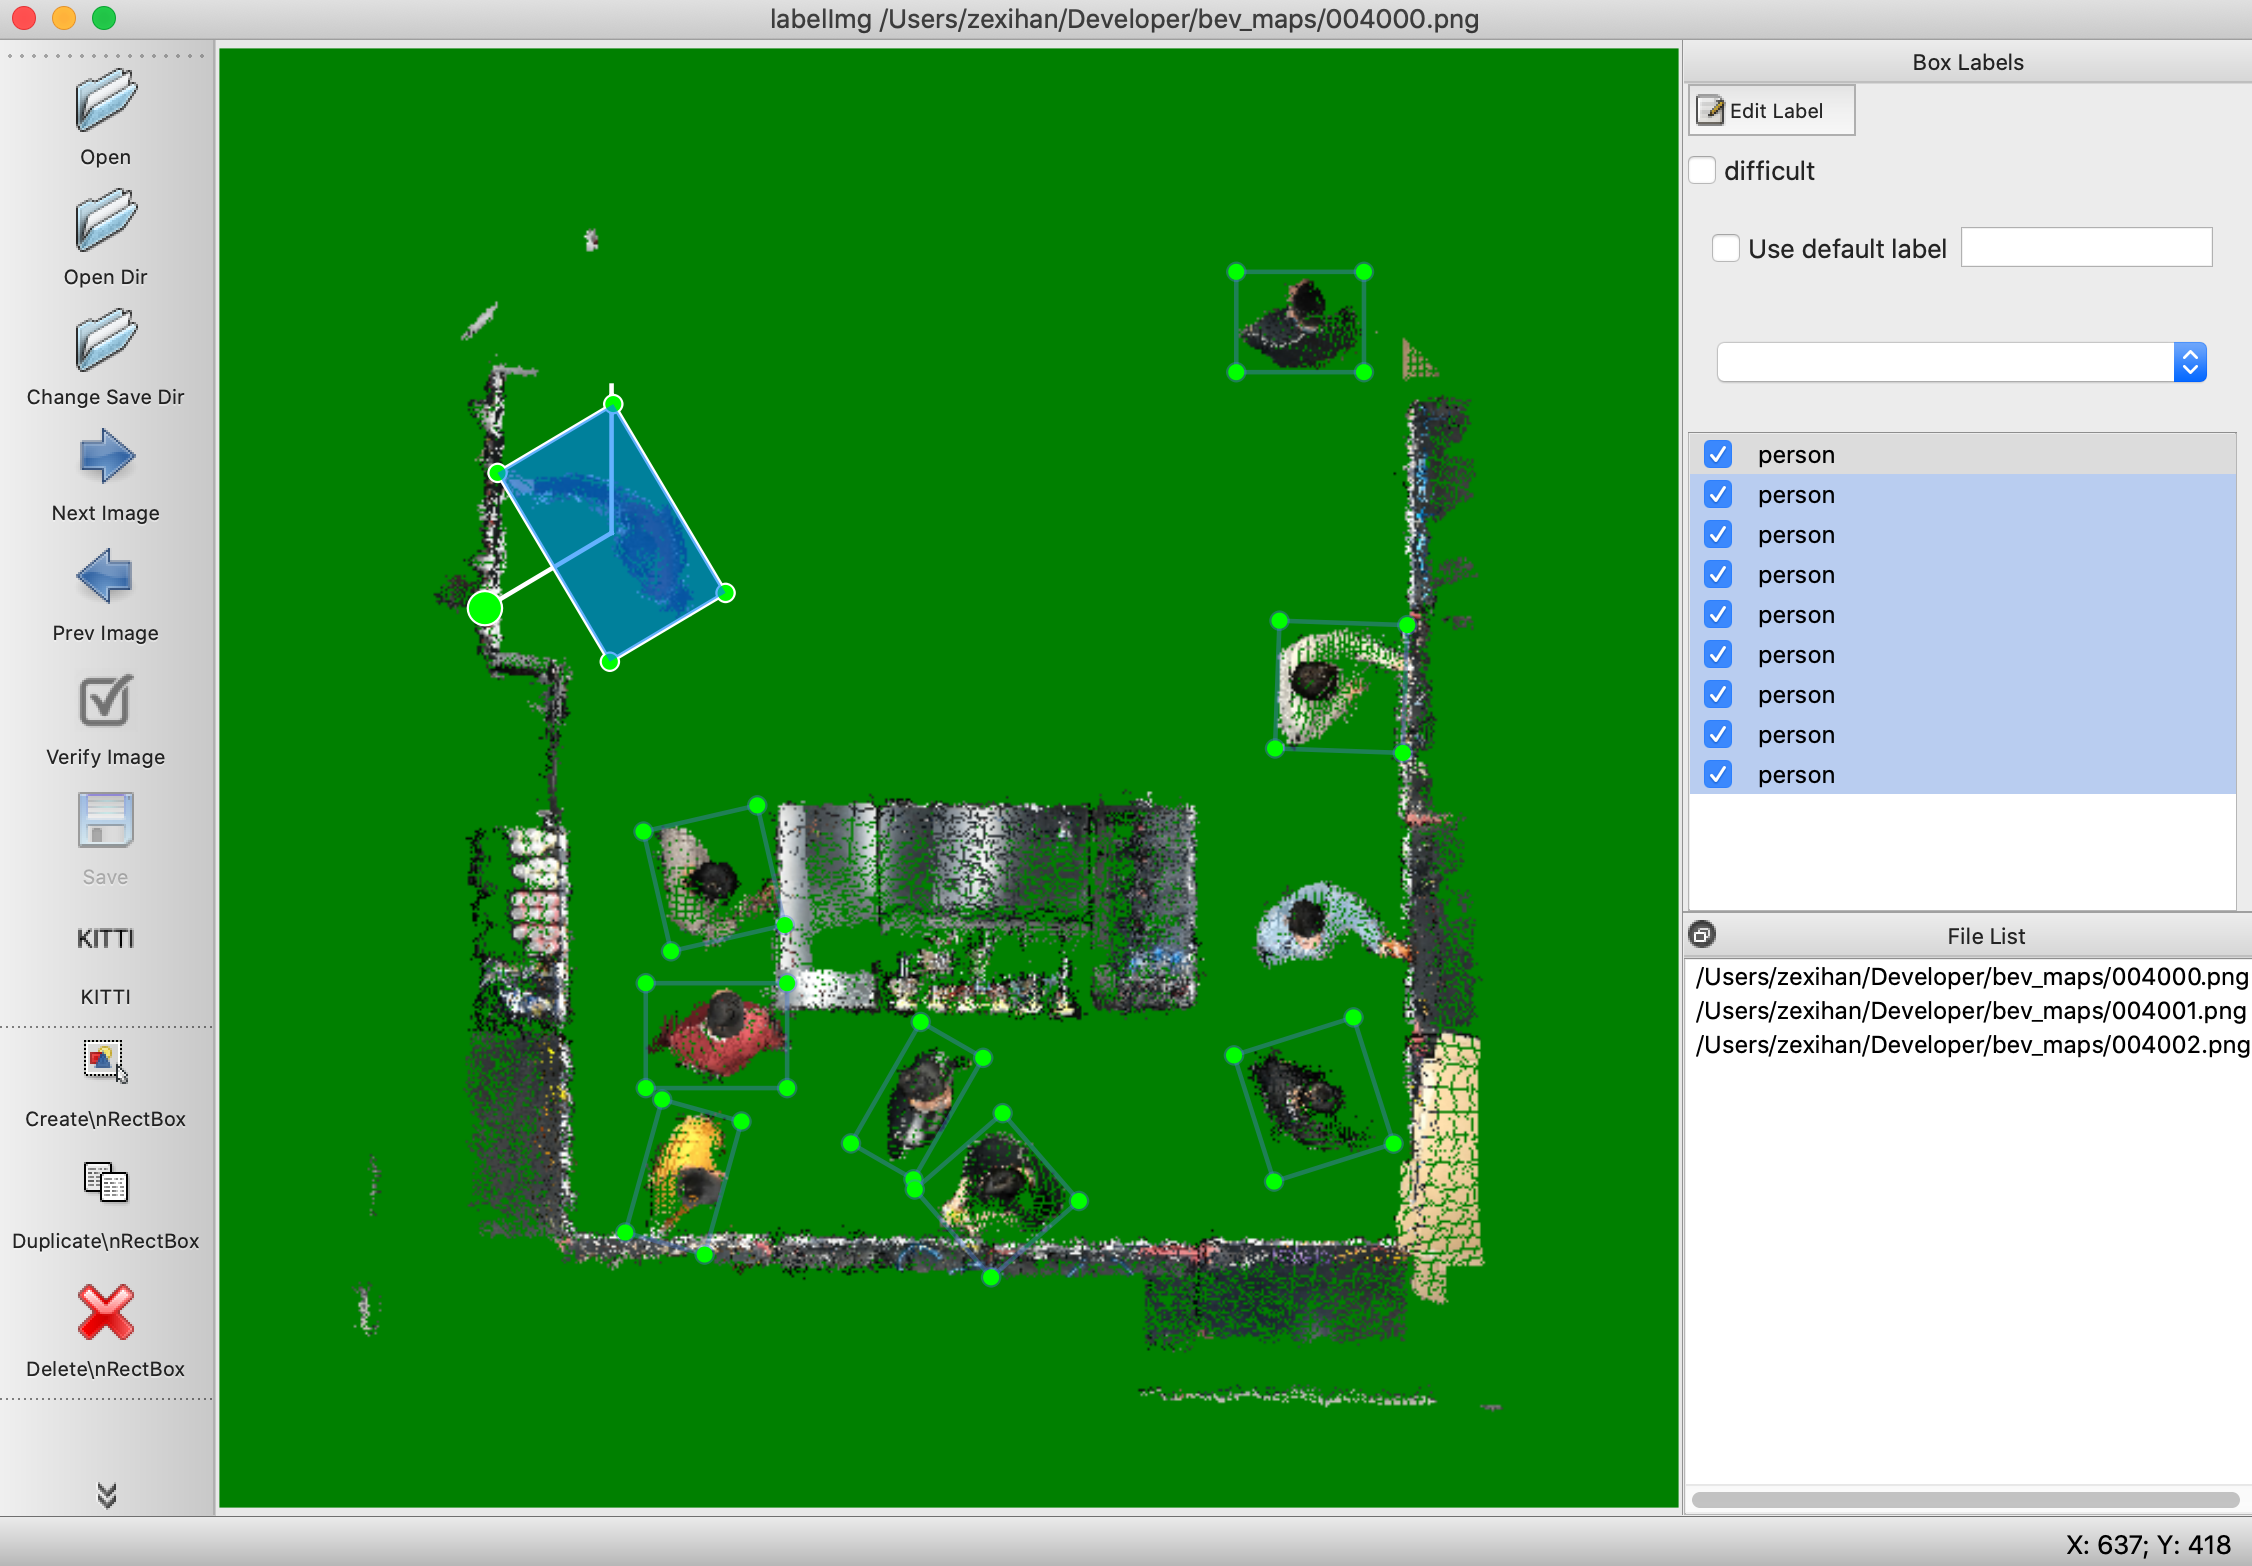 labelImg /Users/zexihan/Developer/bev_maps/004000.png
Open
Open Dir
Change Save Dir
Next Image
Prev Image
Verify Image
Save
KITTI
KITTI
Create\nRectBox
Duplicate\nRectBox
Delete\nRectBox
Box Labels
Edit Label
difficult
Use default label
person
person
person
person
person
person
person
person
person
File List
/Users/zexihan/Developer/bev_maps/004000.png
/Users/zexihan/Developer/bev_maps/004001.png
/Users/zexihan/Developer/bev_maps/004002.png
X: 637; Y: 418